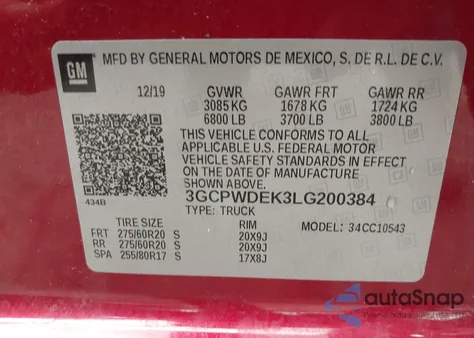 GM
MFD BY GENERAL MOTORS DE MEXICO, S. DE R.L. DE C.V.
12/19 GVWR GAWR FRT GAWR RR
3085 KG 1678 KG 1724 KG
6800 LB 3700 LB 3800 LB
THIS VEHICLE CONFORMS TO ALL
APPLICABLE U.S. FEDERAL MOTOR
VEHICLE SAFETY STANDARDS IN EFFECT
ON THE DATE OF MANUFACTURE
SHOWN ABOVE.
434B 3GCPWDEK3LG200384
TYPE: TRUCK
TIRE SIZE RIM MODEL: 34CC10543
FRT 275/60R20 S 20X9J
RR 275/60R20 S 20X9J
SPA 255/80R17 S 17X8J
autoSnap